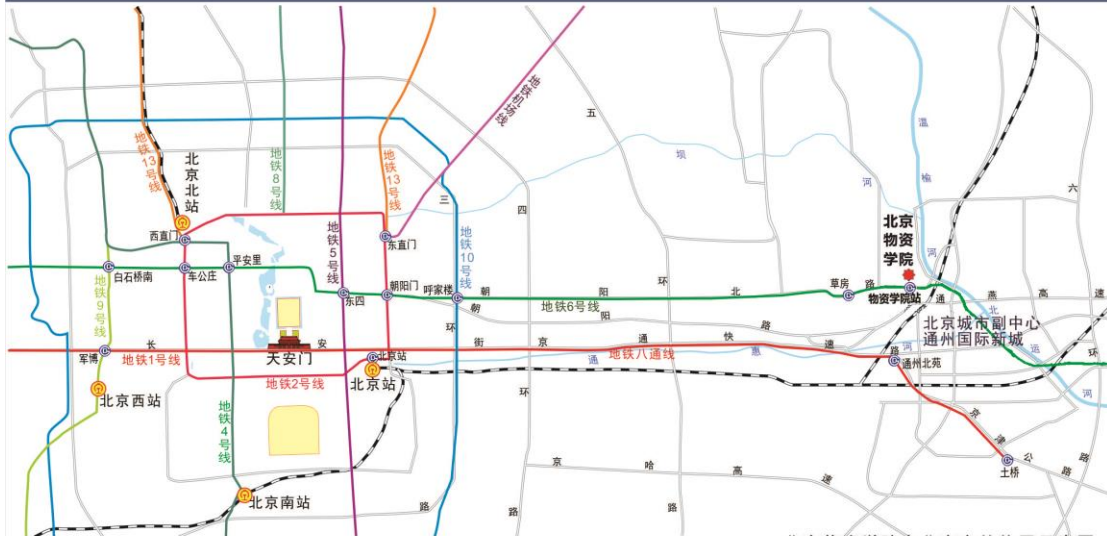 地铁13号线
北京北站
地铁8号线
地铁5号线
地铁13号线
地铁机场线
三
四
五
六
环
环
环
环
坝
河
温
榆
河
西直门
东直门
地铁10号线
北京
物资
学院
白石桥南
车公庄
平安里
东四
朝阳门
呼家楼
朝
阳
北
路
朝
阳
路
地铁6号线
草房
物资学院站
通
燕
高
速
地铁9号线
北京城市副中心
通州国际新城
北
运
河
军博
地铁1号线
长
安
街
天安门
北京站
京
通
快
速
路
地铁八通线
通
惠
河
通州北苑
北京西站
地铁2号线
北京站
地铁4号线
京
津
公
路
土桥
京
哈
高
速
北京南站
路
路
路
路